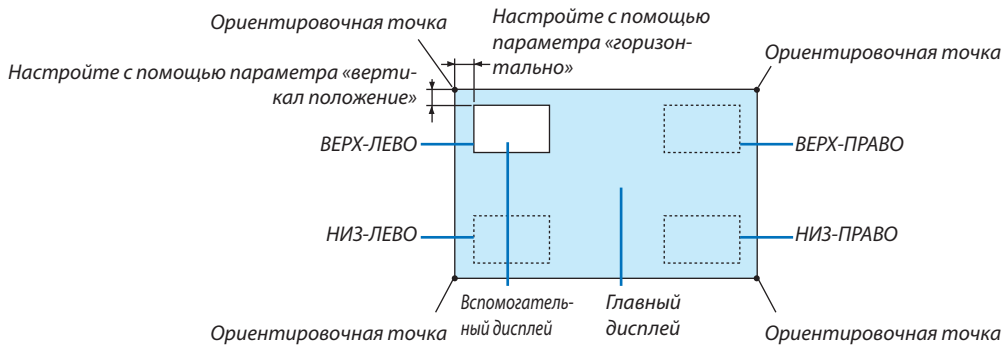 Ориентировочная точка
Настройте с помощью
параметра «горизон-
тально»
Ориентировочная точка
Настройте с помощью параметра «верти-
кал положение»
ВЕРХ-ЛЕВО
ВЕРХ-ПРАВО
НИЗ-ЛЕВО
НИЗ-ПРАВО
Вспомогатель-
ный дисплей
Главный
дисплей
Ориентировочная точка
Ориентировочная точка